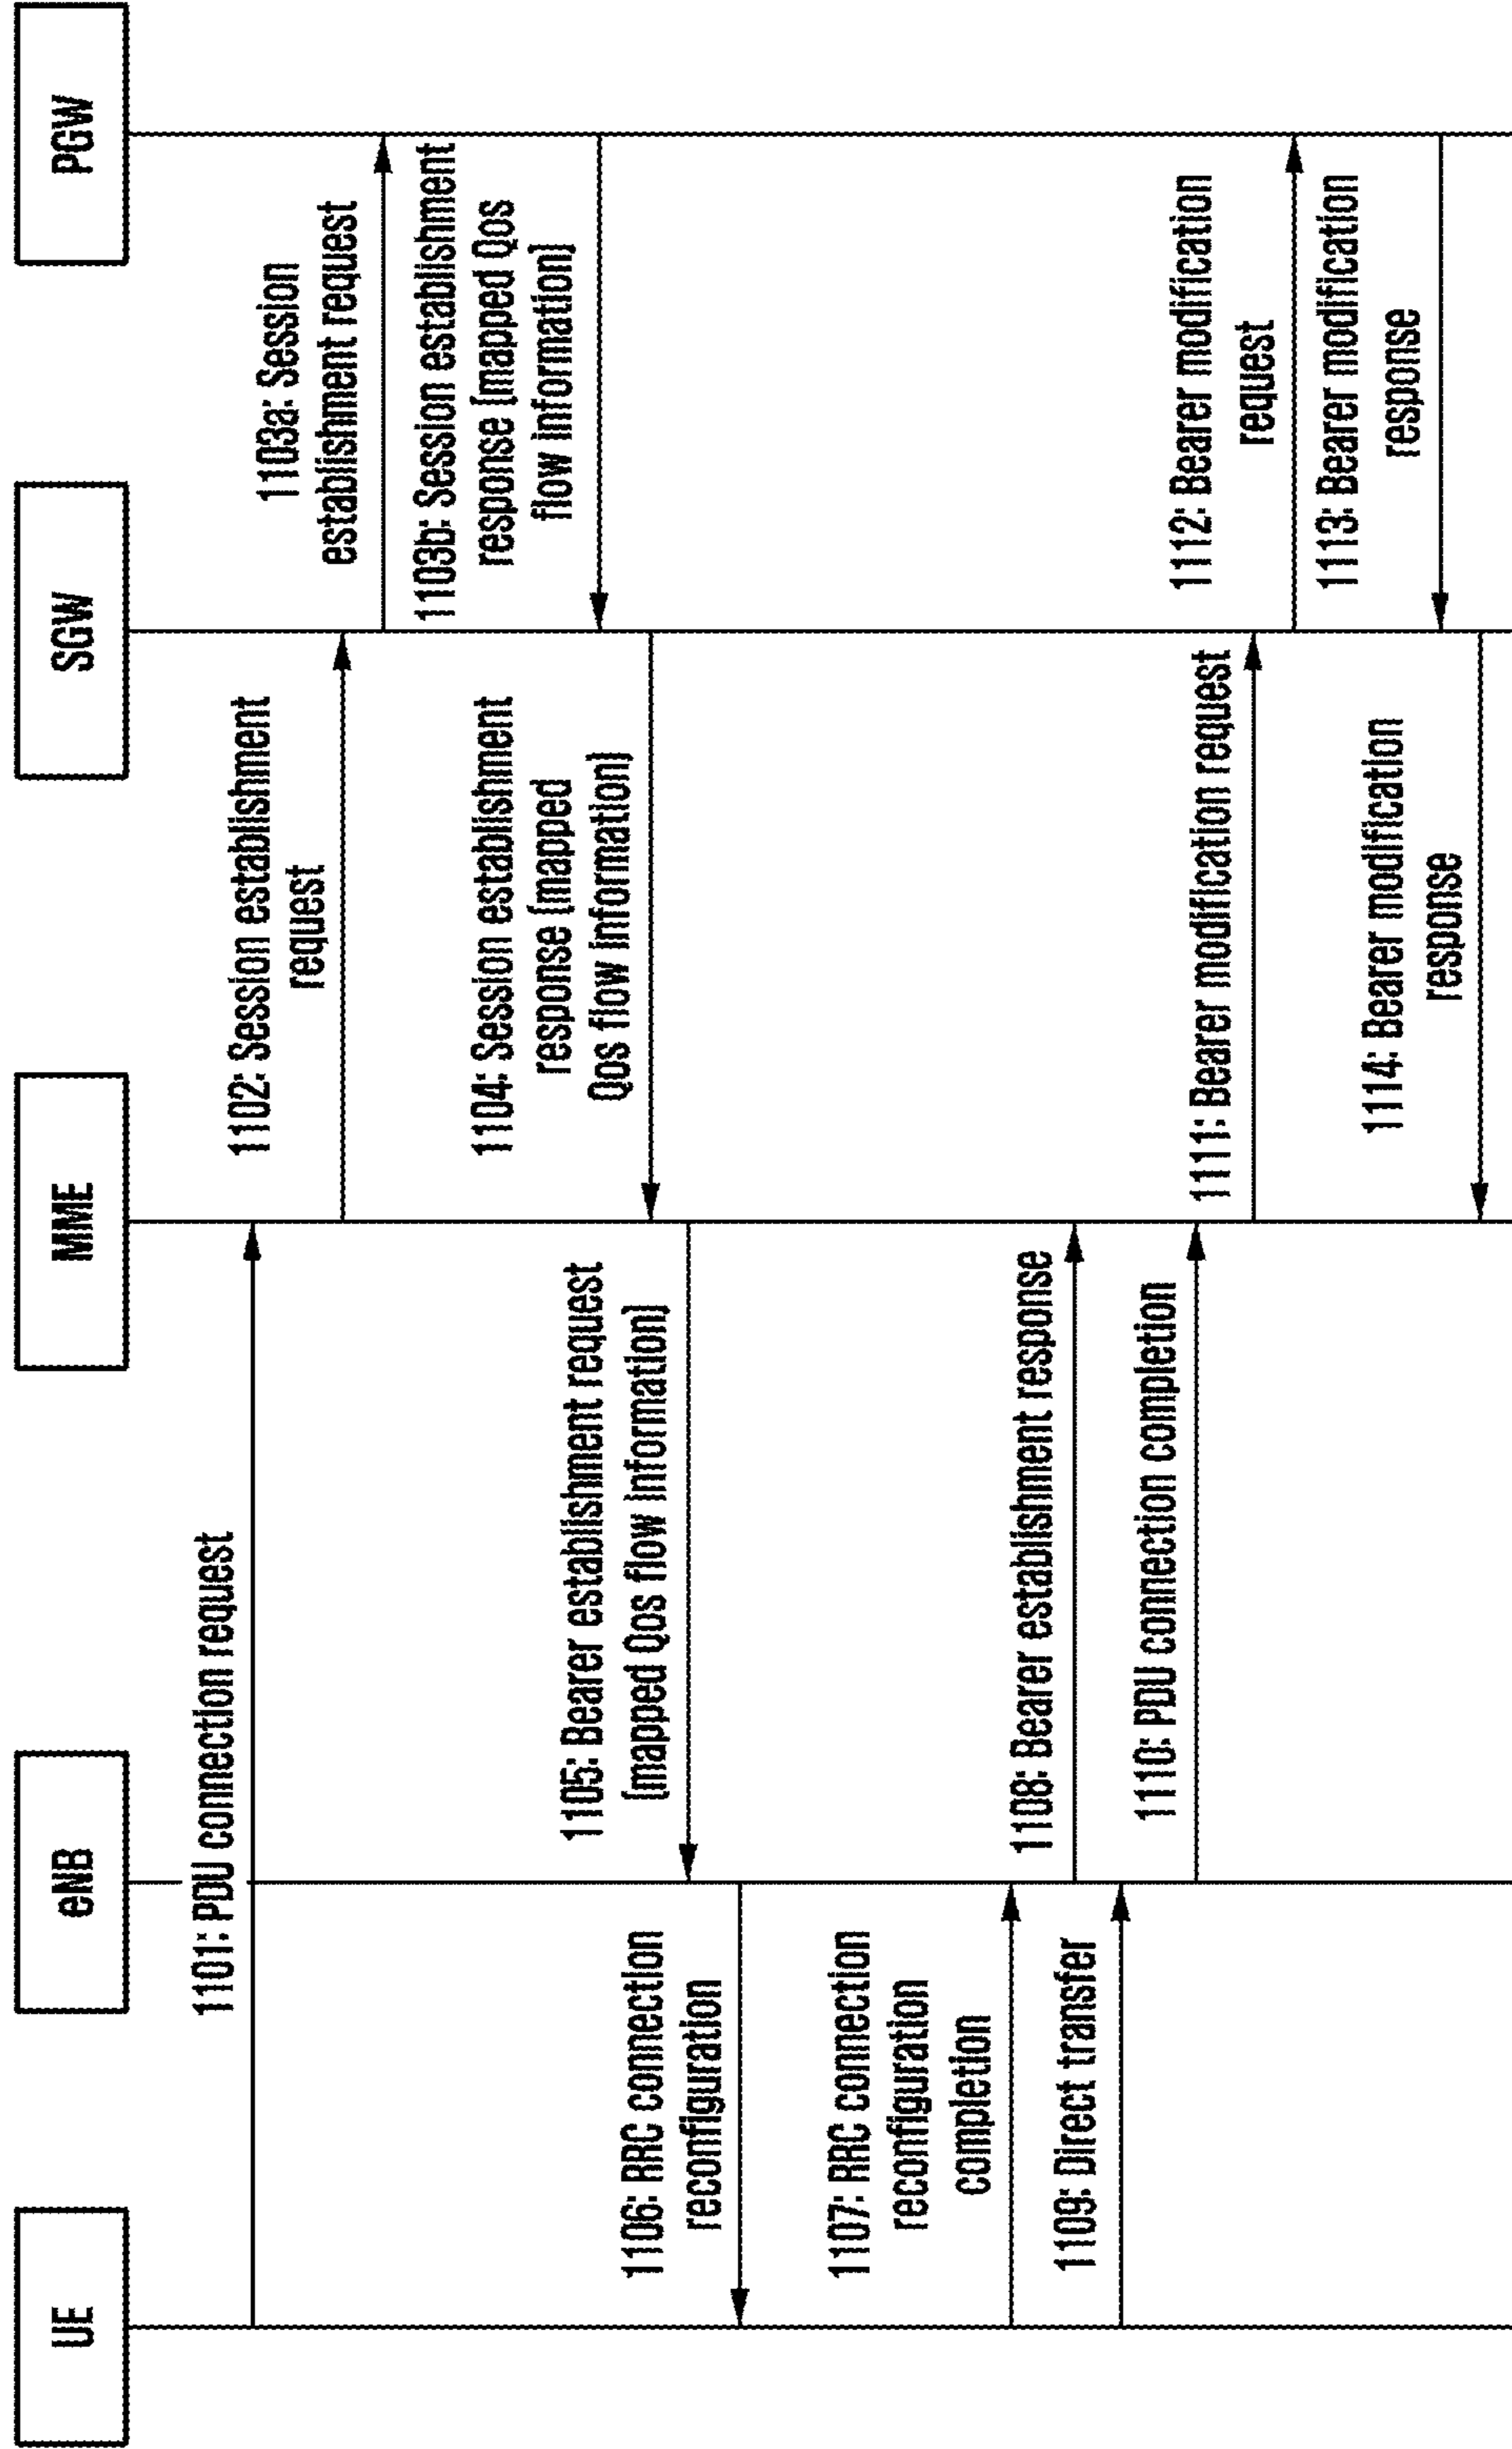 UE
eNB
MME
SGW
PGW
1101: PDU connection request
1102: Session establishment
request
1103a: Session
establishment request
1103b: Session establishment
response (mapped Qos
flow information)
1104: Session establishment
response (mapped
Qos flow information)
1105: Bearer establishment request
(mapped Qos flow information)
1106: RRC connection
reconfiguration
1107: RRC connection
reconfiguration
completion
1108: Bearer establishment response
1109: Direct transfer
1110: PDU connection completion
1111: Bearer modification request
1112: Bearer modification
request
1113: Bearer modification
response
1114: Bearer modification
response